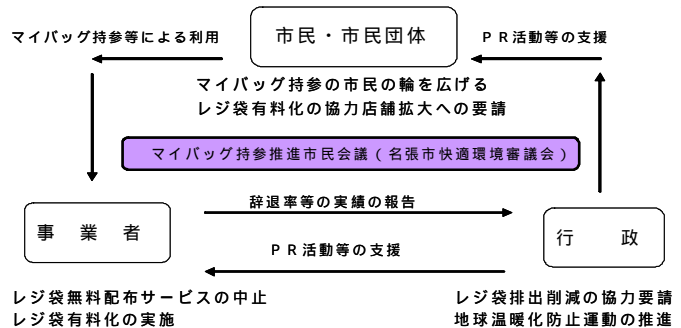 市民・市民団体
マイバッグ持参等による利用
ＰＲ活動等の支援
マイバッグ持参の市民の輪を広げる
レジ袋有料化の協力店舗拡大への要請
マイバッグ持参推進市民会議（名張市快適環境審議会）
辞退率等の実績の報告
事　業　者
行　　政
ＰＲ活動等の支援
レジ袋無料配布サービスの中止
レジ袋有料化の実施
レジ袋排出削減の協力要請
地球温暖化防止運動の推進